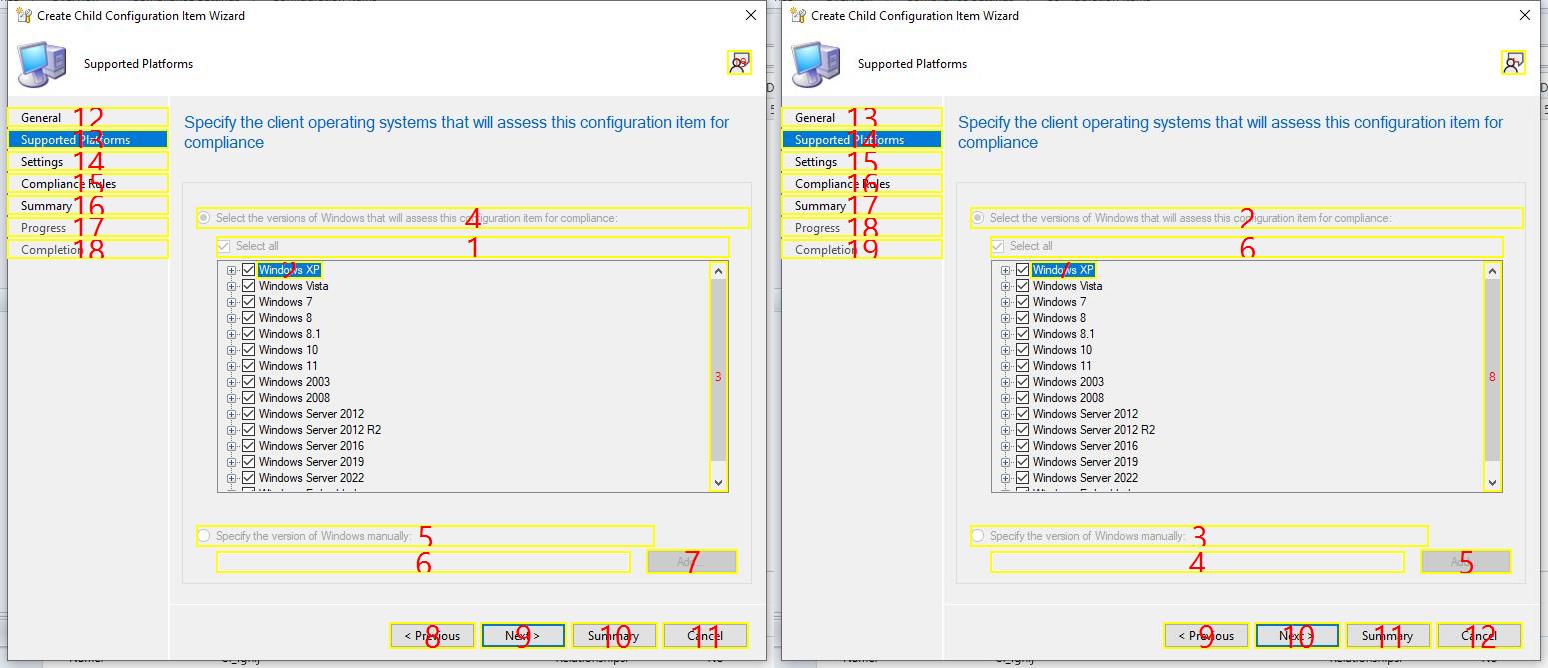 Create Child Configuration Item Wizard
Supported Platforms
General 12
Supported Platforms 13
Settings 14
Compliance Rules 15
Summary 16
Progress 17
Completion 18
Specify the client operating systems that will assess this configuration item for
compliance
Select the versions of Windows that will assess this configuration item for compliance: 4
Select all 1
Windows XP
Windows Vista
Windows 7
Windows 8
Windows 8.1
Windows 10
Windows 11
Windows 2003
Windows 2008
Windows Server 2012
Windows Server 2012 R2
Windows Server 2016
Windows Server 2019
Windows Server 2022
3
Specify the version of Windows manually: 5
6
Add... 7
< Previous 8
Next > 9
Summary 10
Cancel 11
Create Child Configuration Item Wizard
Supported Platforms
General 13
Supported Platforms 14
Settings 15
Compliance Rules 16
Summary 17
Progress 18
Completion 19
Specify the client operating systems that will assess this configuration item for
compliance
Select the versions of Windows that will assess this configuration item for compliance: 2
Select all 6
Windows XP 7
Windows Vista
Windows 7
Windows 8
Windows 8.1
Windows 10
Windows 11
Windows 2003
Windows 2008
Windows Server 2012
Windows Server 2012 R2
Windows Server 2016
Windows Server 2019
Windows Server 2022
8
Specify the version of Windows manually: 3
4
Add... 5
< Previous 9
Next > 10
Summary 11
Cancel 12